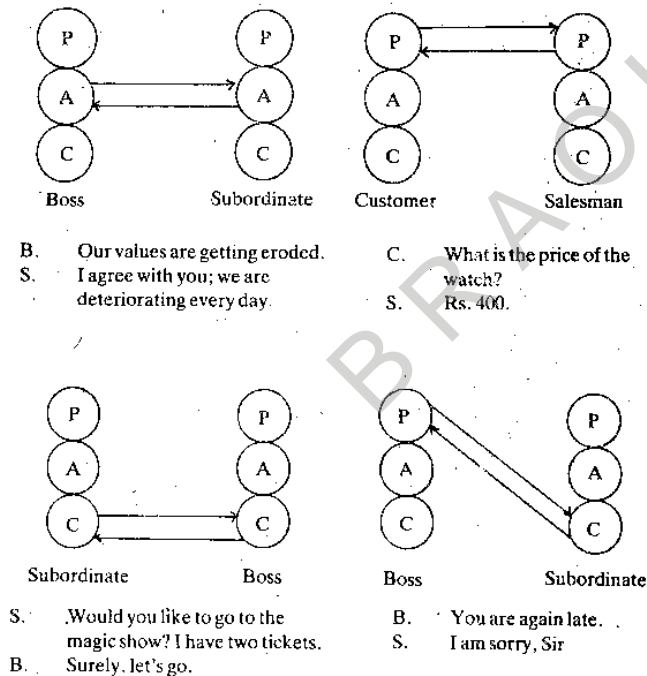 P P P P
A A A A
C C C C
Boss Subordinate Customer Salesman
B. Our values are getting eroded.
S. I agree with you; we are
deteriorating every day.
C. What is the price of the
watch?
S. Rs. 400.
P P P P
A A A A
C C C C
Subordinate Boss Boss Subordinate
S. Would you like to go to the
magic show? I have two tickets.
B. Surely, let's go.
B. You are again late.
S. I am sorry, Sir
BRAO